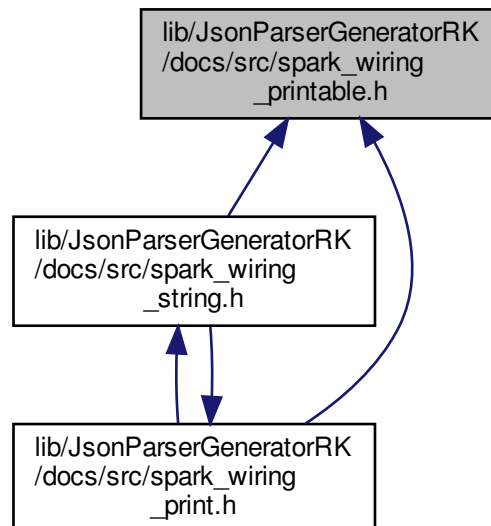 lib/JsonParserGeneratorRK
/docs/src/spark_wiring
_printable.h
lib/JsonParserGeneratorRK
/docs/src/spark_wiring
_string.h
lib/JsonParserGeneratorRK
/docs/src/spark_wiring
_print.h